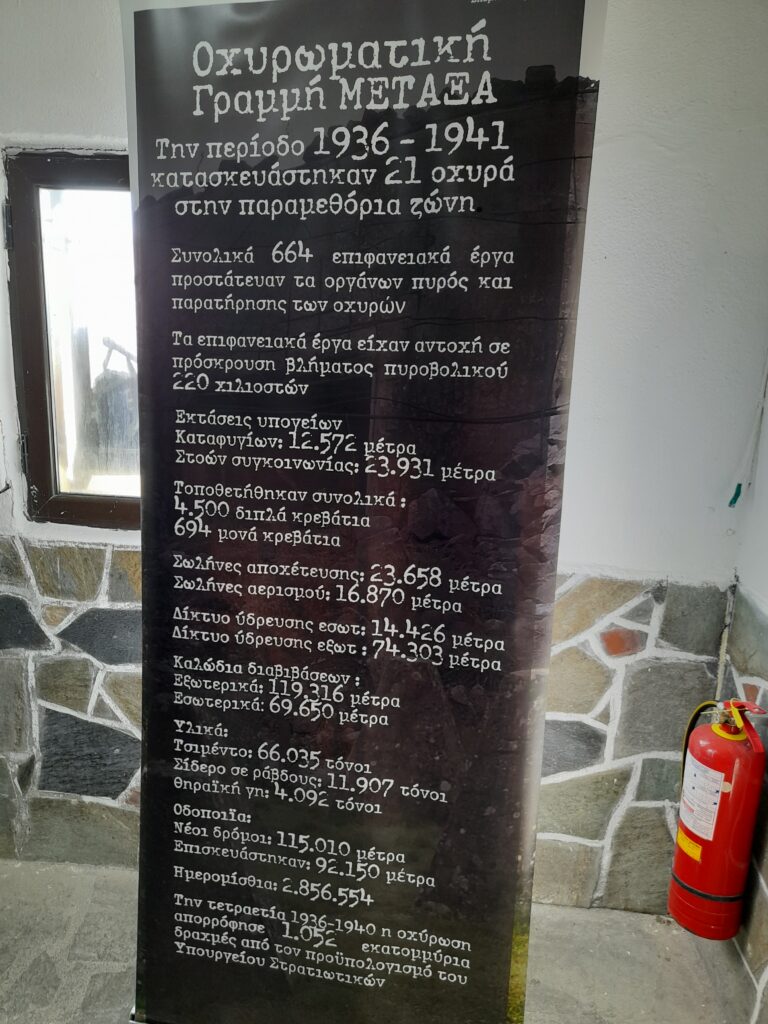 Οχυρωματική
Γραμμή ΜΕΤΑΞΑ
Την περίοδο 1936 - 1941
κατασκευάστηκαν 21 οχυρά
στην παραμεθόρια ζώνη.
Συνολικά 664 επιφανειακά έργα
προστάτευαν τα οργάνων πυρός και
παρατήρησης των οχυρών
Τα επιφανειακά έργα είχαν αντοχή σε
πρόσκρουση βλήματος πυροβολικού
220 χιλιοστών
Εκτάσεις υπογείων
Καταφυγίων: 12.572 μέτρα
Στοών συγκοινωνίας: 23.931 μέτρα
Τοποθετήθηκαν συνολικά :
4.500 διπλά κρεβάτια
694 μονά κρεβάτια
Σωλήνες αποχέτευσης: 23.658 μέτρα
Σωλήνες αερισμού: 16.870 μέτρα
Δίκτυο ύδρευσης εσωτ: 14.426 μέτρα
Δίκτυο ύδρευσης εξωτ : 74.303 μέτρα
Καλώδια διαβιβάσεων :
Εξωτερικά: 119.316 μέτρα
Εσωτερικά: 69.650 μέτρα
Υλικά:
Τσιμέντο: 66.035 τόνοι
Σίδερο σε ράβδους: 11.907 τόνοι
Θηραϊκή γη: 4.092 τόνοι
Οδοποιΐα:
Νέοι δρόμοι: 115.010 μέτρα
Επισκευάστηκαν: 92.150 μέτρα
Ημερομίσθια: 2.856.554
Την τετραετία 1936-1940 η οχύρωση
απορρόφησε 1.052 εκατομμύρια
δραχμές από τον προϋπολογισμό του
Υπουργείου Στρατιωτικών